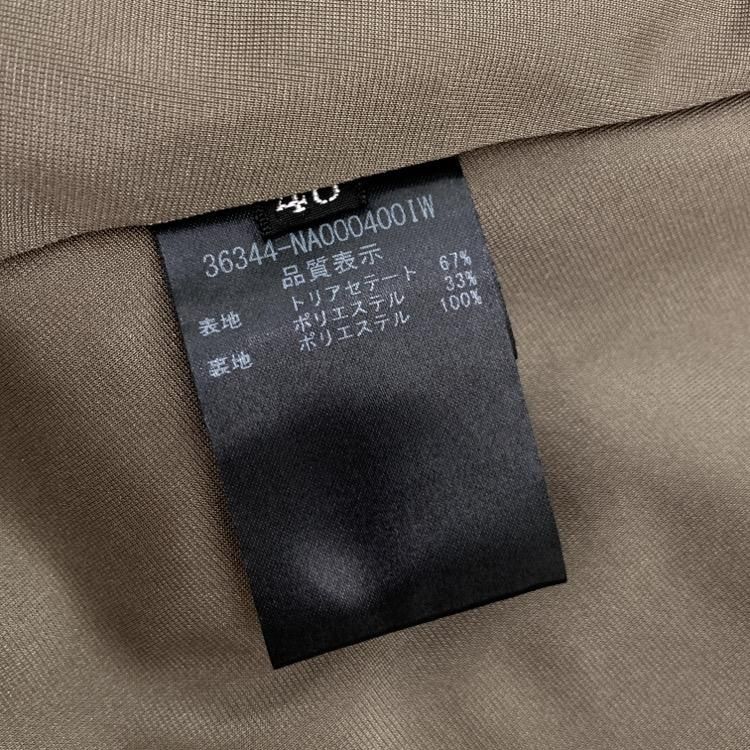 40
36344-NA000400IW
品質表示
表地 トリアセテート 67%
ポリエステル 33%
裏地 ポリエステル 100%